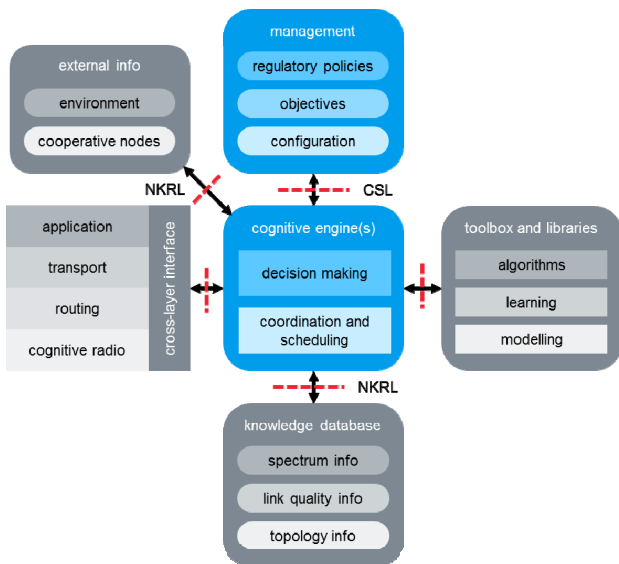 management
regulatory policies
objectives
configuration
external info
environment
cooperative nodes
NKRL
CSL
application
transport
routing
cognitive radio
cross-layer interface
cognitive engine(s)
decision making
coordination and
scheduling
toolbox and libraries
algorithms
learning
modelling
NKRL
knowledge database
spectrum info
link quality info
topology info